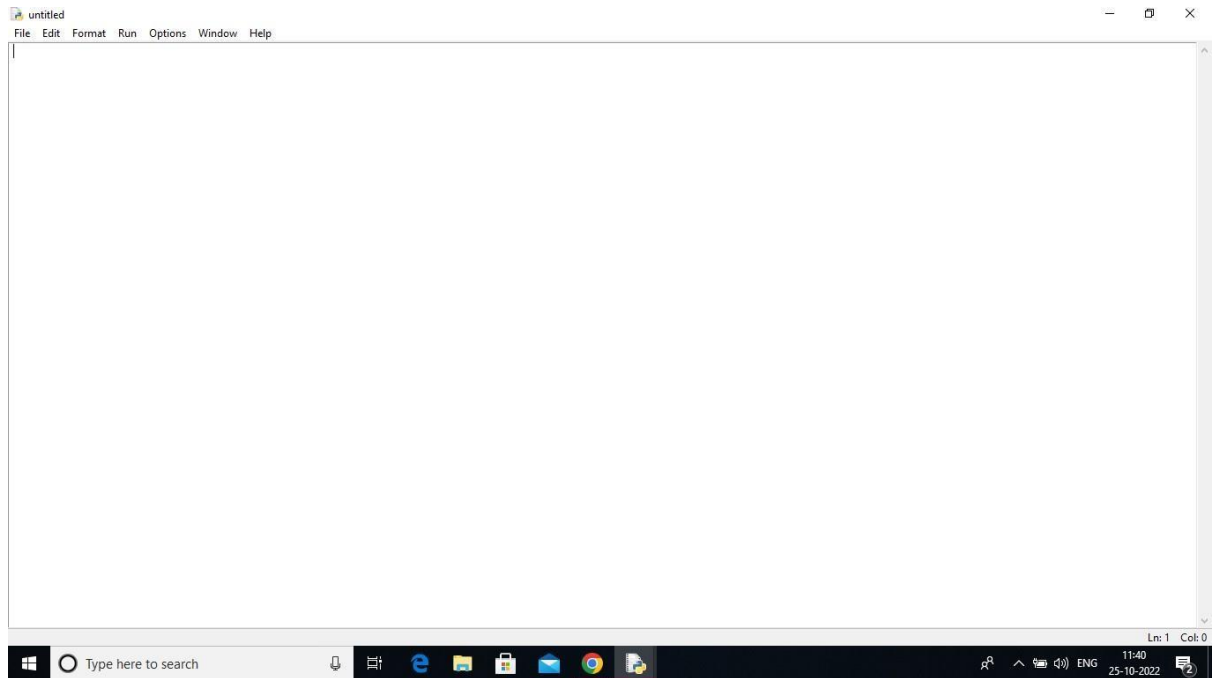 untitled
File Edit Format Run Options Window Help
Ln: 1 Col: 0
Type here to search
ENG
11:40
25-10-2022
2